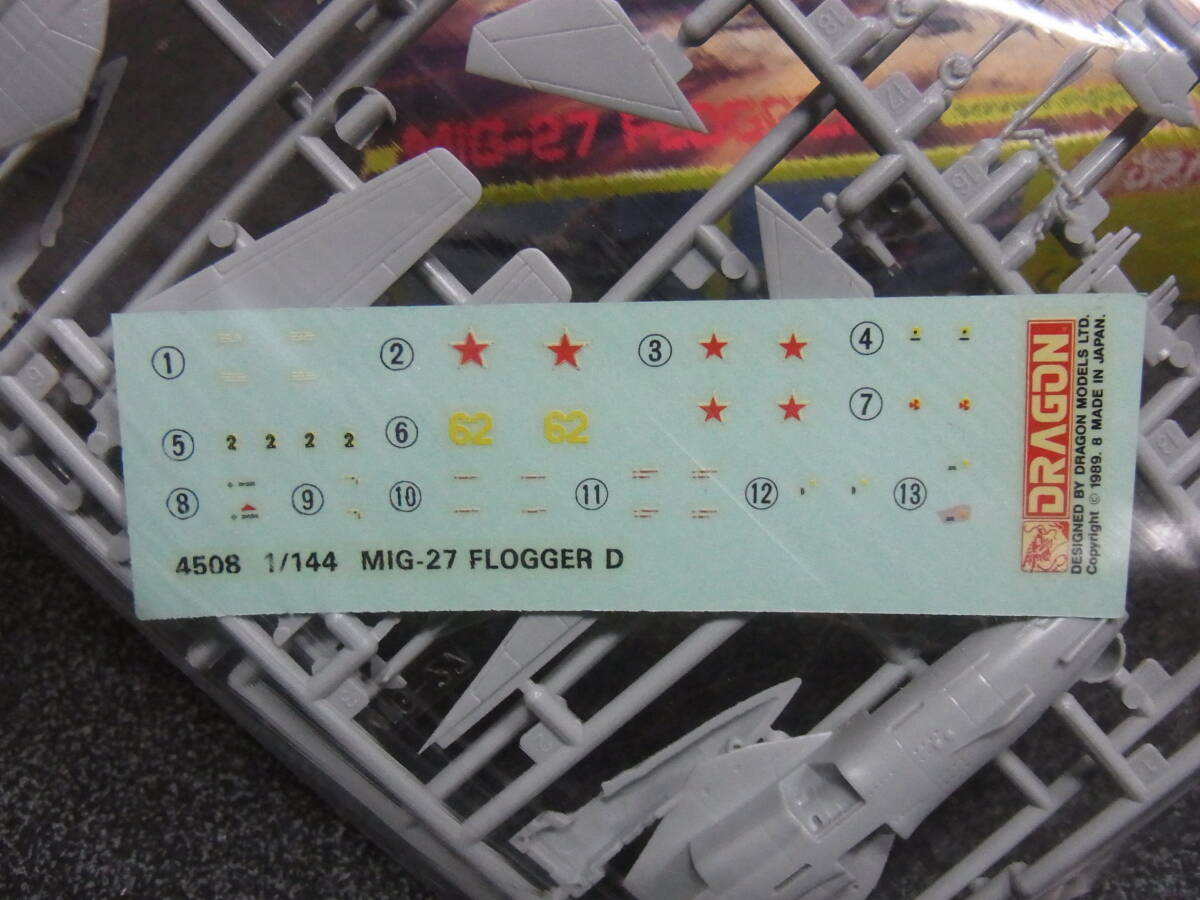 MIG-27
1 2 3 4
5 2 2 2 2 6 62 62 7
8 9 10 11 12 13
4508 1/144 MIG-27 FLOGGER D
DRAGON
DESIGNED BY DRAGON MODELS LTD.
Copyright © 1989. 8 MADE IN JAPAN.